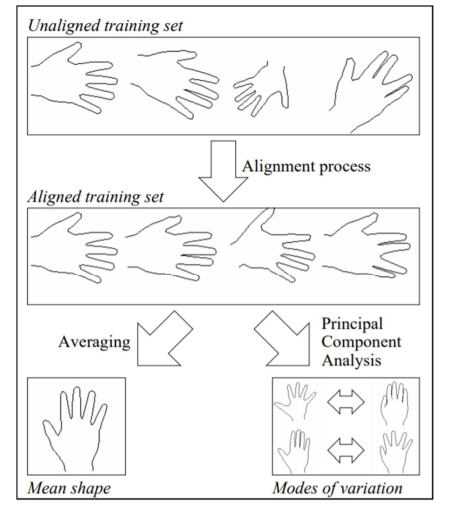 Unaligned training set
Alignment process
Aligned training set
Averaging
Principal
Component
Analysis
Mean shape
Modes of variation